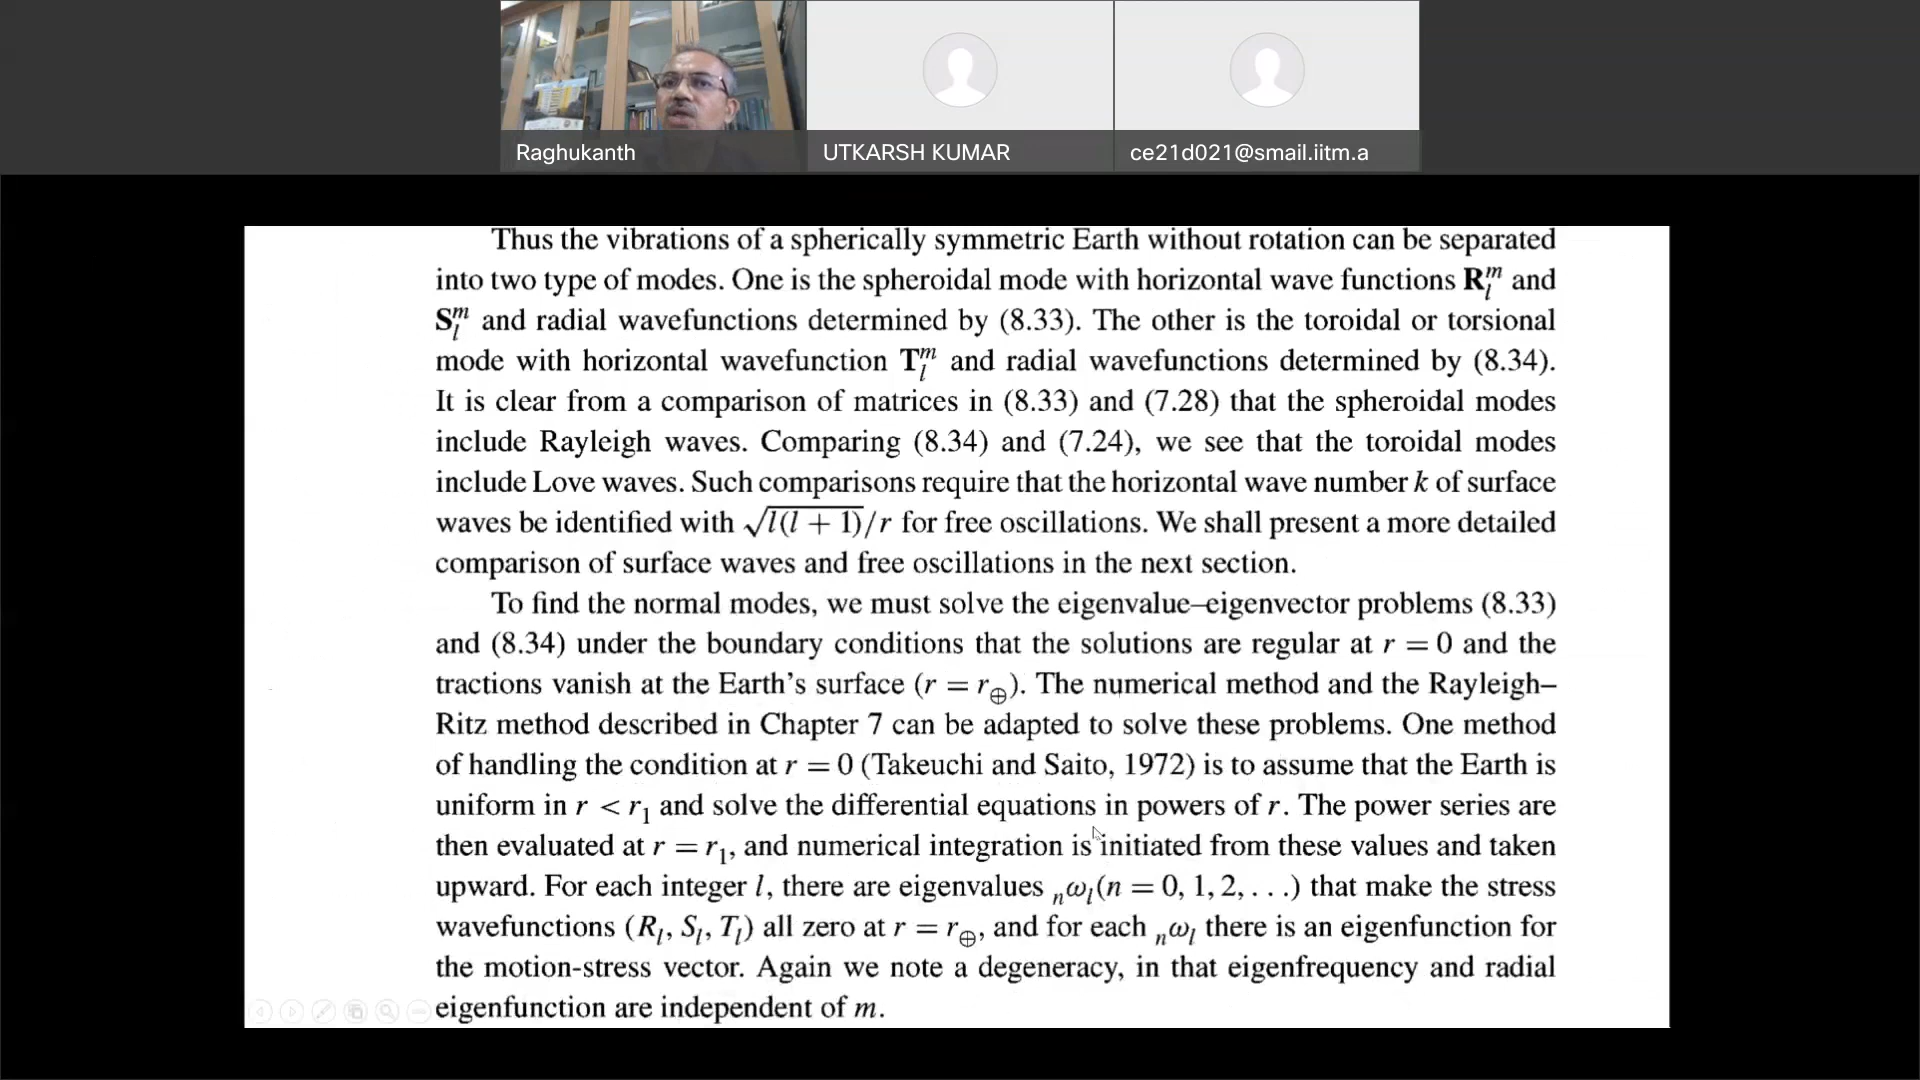 Raghukanth
UTKARSH KUMAR
ce21d021@smail.iitm.a
Thus the vibrations of a spherically symmetric Earth without rotation can be separated
into two type of modes. One is the spheroidal mode with horizontal wave functions R_l^m and
S_l^m and radial wavefunctions determined by (8.33). The other is the toroidal or torsional
mode with horizontal wavefunction T_l^m and radial wavefunctions determined by (8.34).
It is clear from a comparison of matrices in (8.33) and (7.28) that the spheroidal modes
include Rayleigh waves. Comparing (8.34) and (7.24), we see that the toroidal modes
include Love waves. Such comparisons require that the horizontal wave number k of surface
waves be identified with √l(l + 1)/r for free oscillations. We shall present a more detailed
comparison of surface waves and free oscillations in the next section.
To find the normal modes, we must solve the eigenvalue–eigenvector problems (8.33)
and (8.34) under the boundary conditions that the solutions are regular at r = 0 and the
tractions vanish at the Earth's surface (r = r⊕). The numerical method and the Rayleigh–
Ritz method described in Chapter 7 can be adapted to solve these problems. One method
of handling the condition at r = 0 (Takeuchi and Saito, 1972) is to assume that the Earth is
uniform in r < r₁ and solve the differential equations in powers of r. The power series are
then evaluated at r = r₁, and numerical integration is initiated from these values and taken
upward. For each integer l, there are eigenvalues ₙω_l(n = 0, 1, 2, . . .) that make the stress
wavefunctions (R_l, S_l, T_l) all zero at r = r⊕, and for each ₙω_l there is an eigenfunction for
the motion-stress vector. Again we note a degeneracy, in that eigenfrequency and radial
eigenfunction are independent of m.